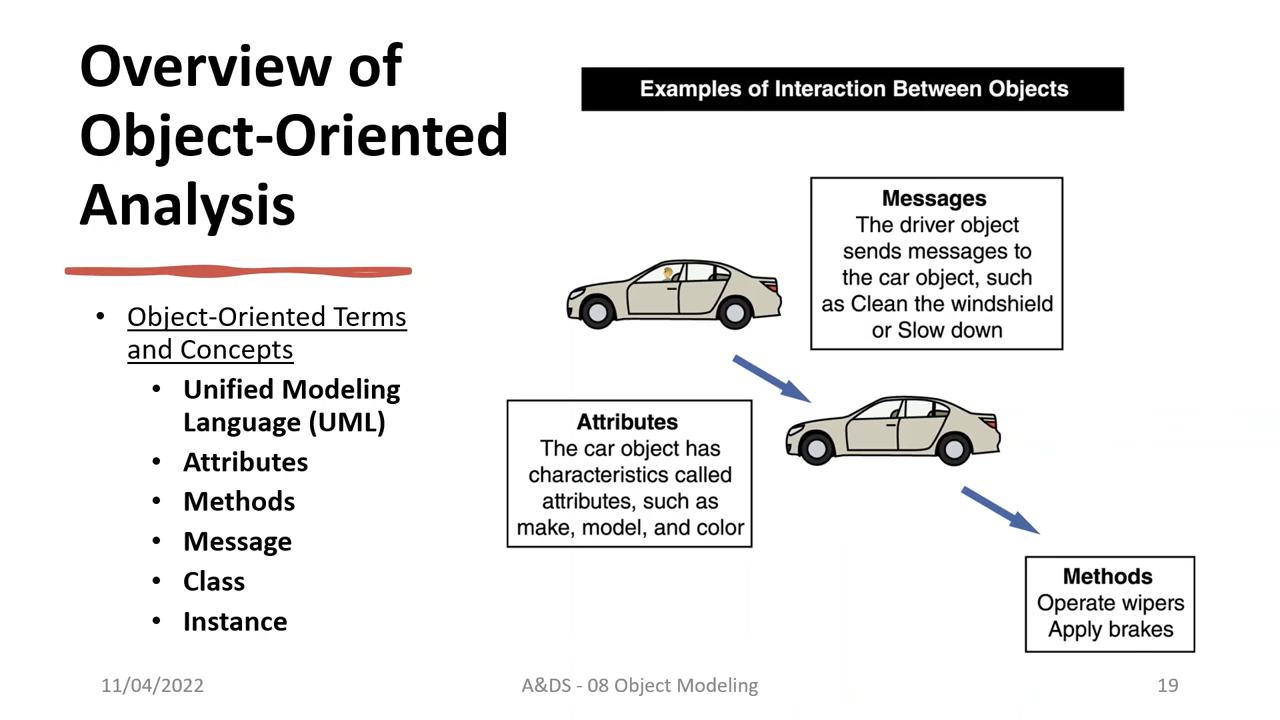 Overview of
Object-Oriented
Analysis
• Object-Oriented Terms
and Concepts
• Unified Modeling
Language (UML)
• Attributes
• Methods
• Message
• Class
• Instance
Examples of Interaction Between Objects
Messages
The driver object
sends messages to
the car object, such
as Clean the windshield
or Slow down
Attributes
The car object has
characteristics called
attributes, such as
make, model, and color
Methods
Operate wipers
Apply brakes
11/04/2022
A&DS - 08 Object Modeling
19